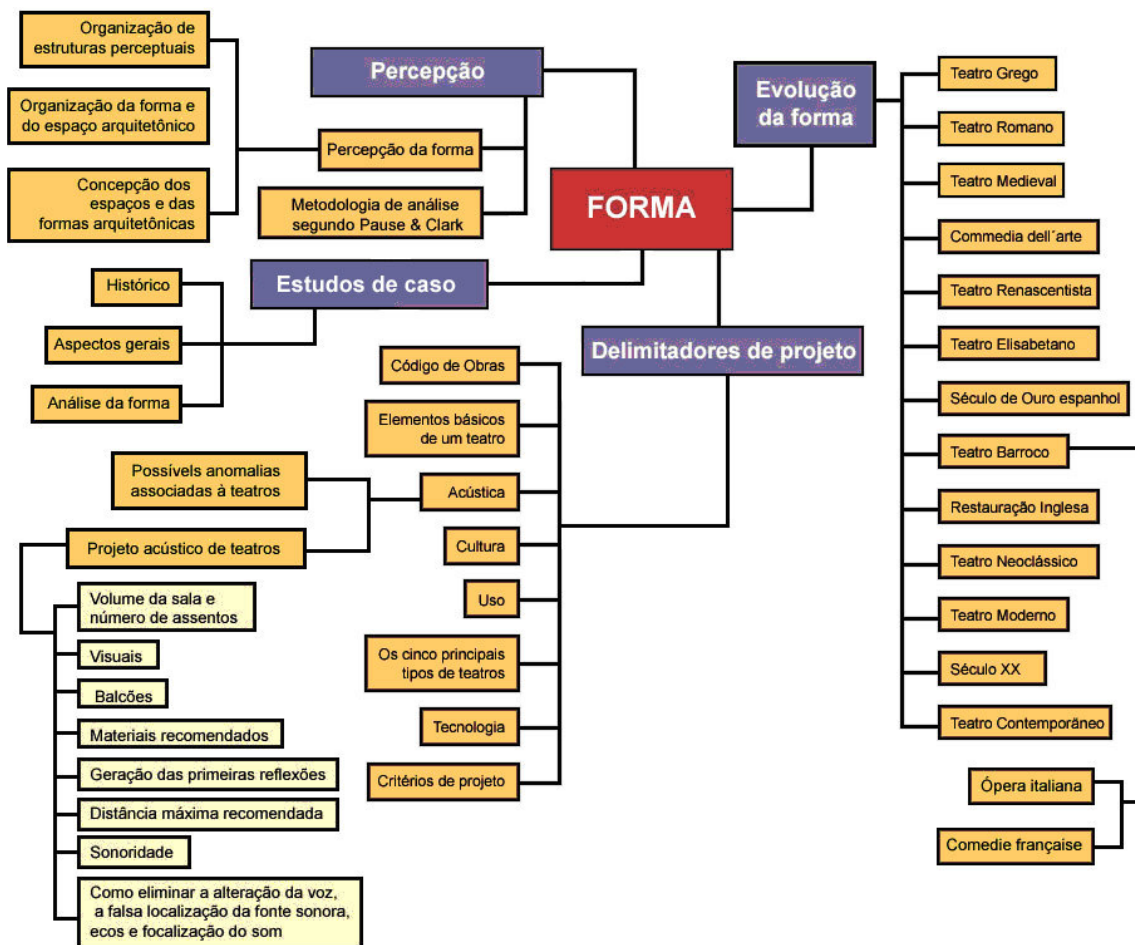 Organização de
estruturas perceptuais
Organização da forma e
do espaço arquitetônico
Concepção dos
espaços e das
formas arquitetônicas
Percepção
Percepção da forma
Metodologia de análise
segundo Pause & Clark
FORMA
Evolução
da forma
Teatro Grego
Teatro Romano
Teatro Medieval
Commedia dell´arte
Teatro Renascentista
Teatro Elisabetano
Século de Ouro espanhol
Teatro Barroco
Restauração Inglesa
Teatro Neoclássico
Teatro Moderno
Século XX
Teatro Contemporâneo
Ópera italiana
Comedie française
Estudos de caso
Histórico
Aspectos gerais
Análise da forma
Delimitadores de projeto
Código de Obras
Elementos básicos
de um teatro
Acústica
Cultura
Uso
Os cinco principais
tipos de teatros
Tecnologia
Critérios de projeto
Possívels anomalias
associadas à teatros
Projeto acústico de teatros
Volume da sala e
número de assentos
Visuais
Balcões
Materiais recomendados
Geração das primeiras reflexões
Distância máxima recomendada
Sonoridade
Como eliminar a alteração da voz,
a falsa localização da fonte sonora,
ecos e focalização do som